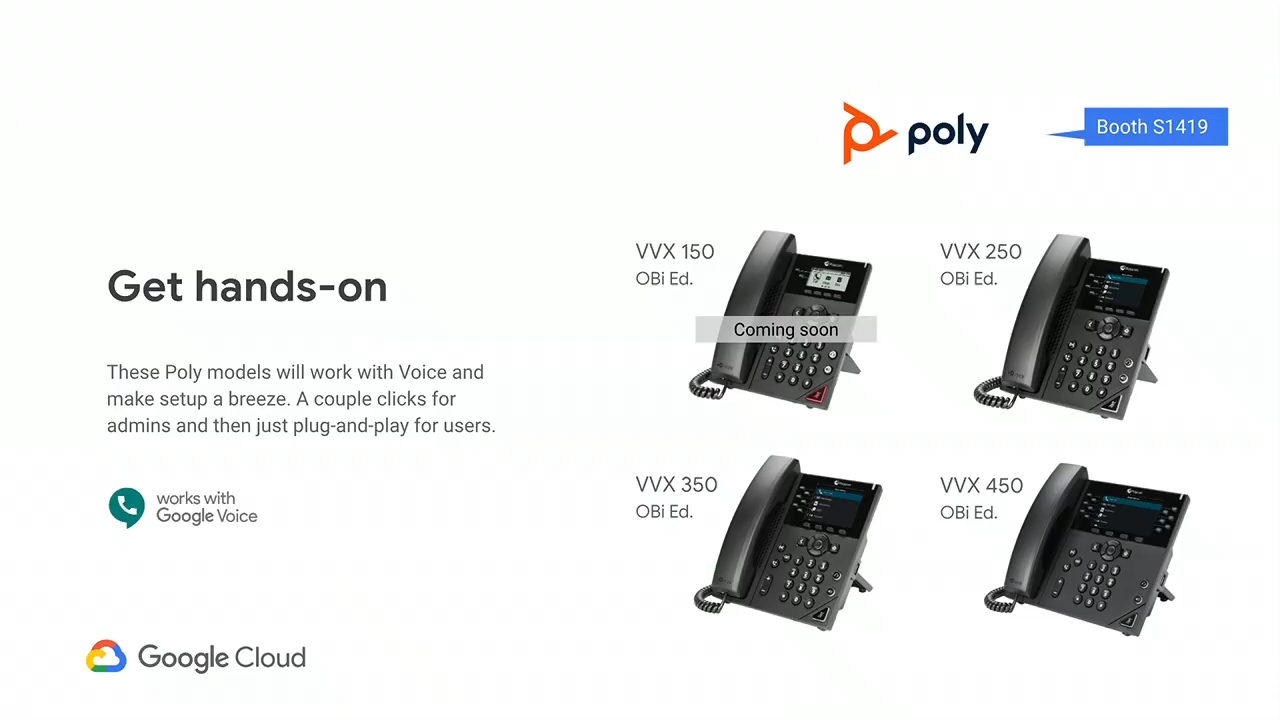 poly
Booth S1419
Get hands-on
These Poly models will work with Voice and
make setup a breeze. A couple clicks for
admins and then just plug-and-play for users.
works with
Google Voice
VVX 150
OBi Ed.
Coming soon
VVX 250
OBi Ed.
VVX 350
OBi Ed.
VVX 450
OBi Ed.
Google Cloud